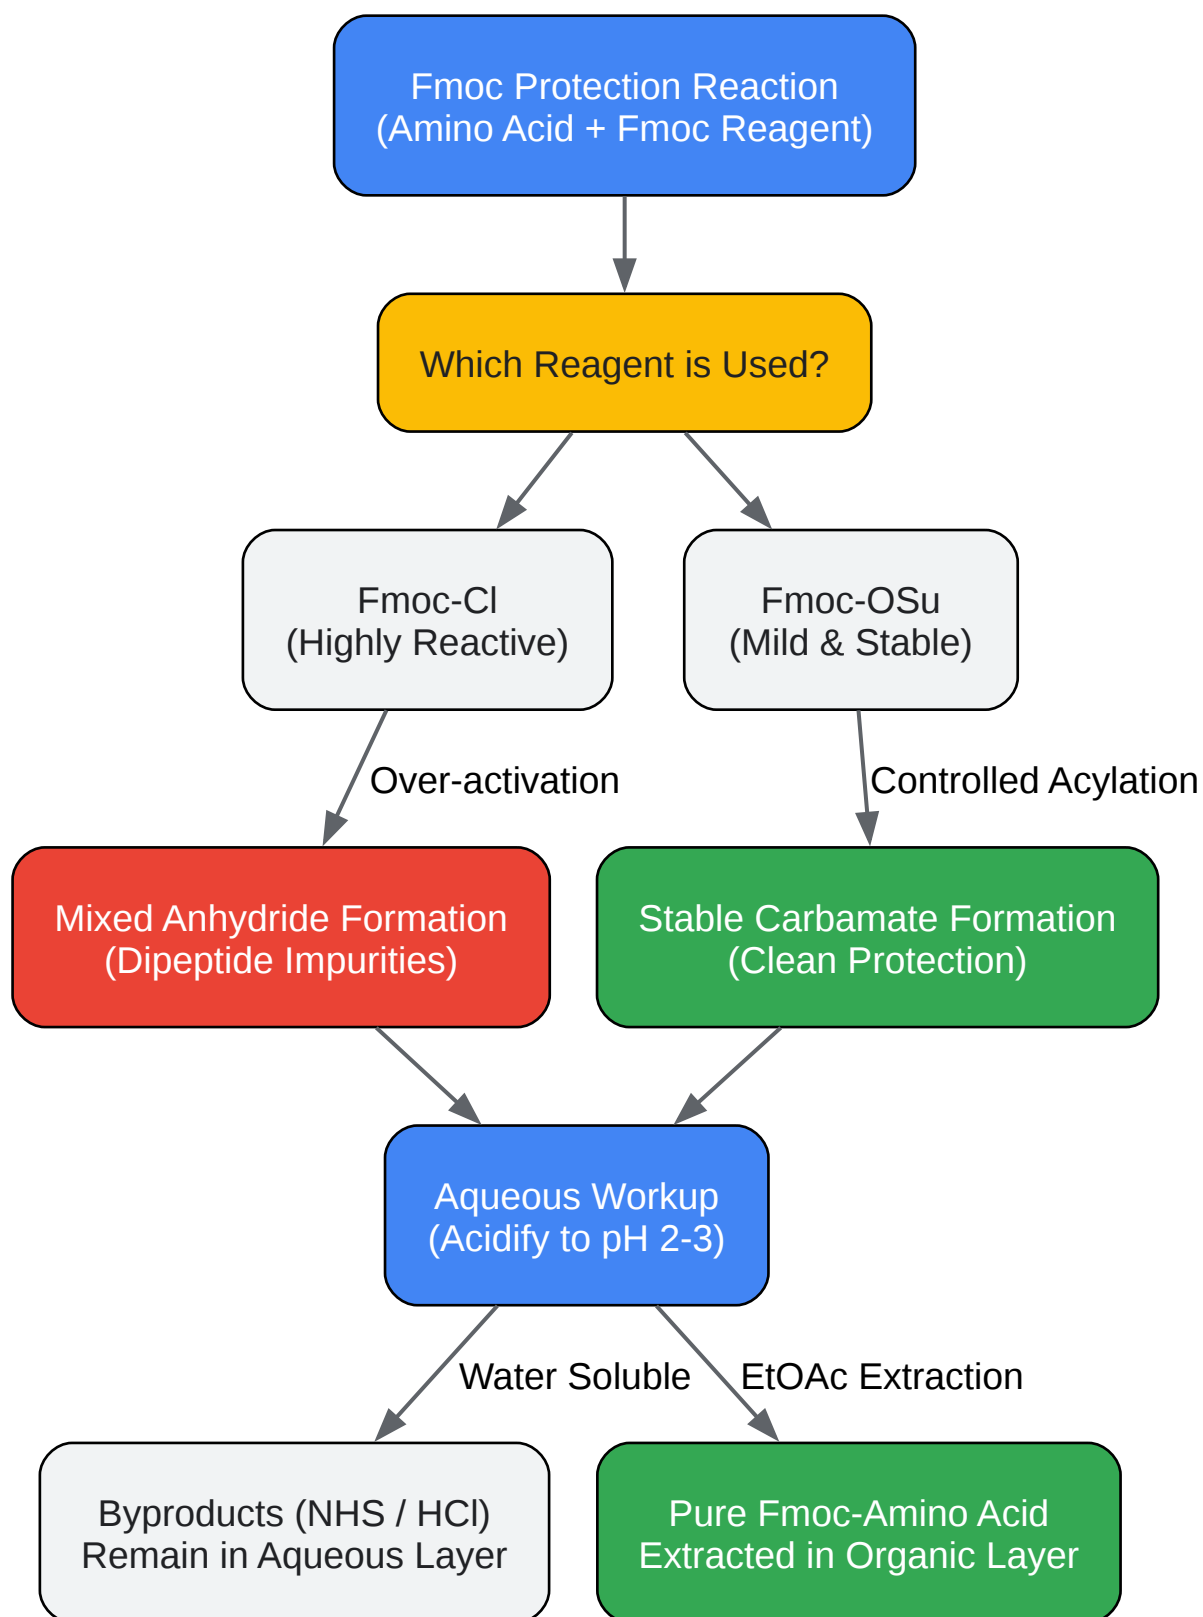 Fmoc Protection Reaction
(Amino Acid + Fmoc Reagent)
Which Reagent is Used?
Fmoc-Cl
(Highly Reactive)
Fmoc-OSu
(Mild & Stable)
Over-activation
Controlled Acylation
Mixed Anhydride Formation
(Dipeptide Impurities)
Stable Carbamate Formation
(Clean Protection)
Aqueous Workup
(Acidify to pH 2-3)
Water Soluble
EtOAc Extraction
Byproducts (NHS / HCl)
Remain in Aqueous Layer
Pure Fmoc-Amino Acid
Extracted in Organic Layer